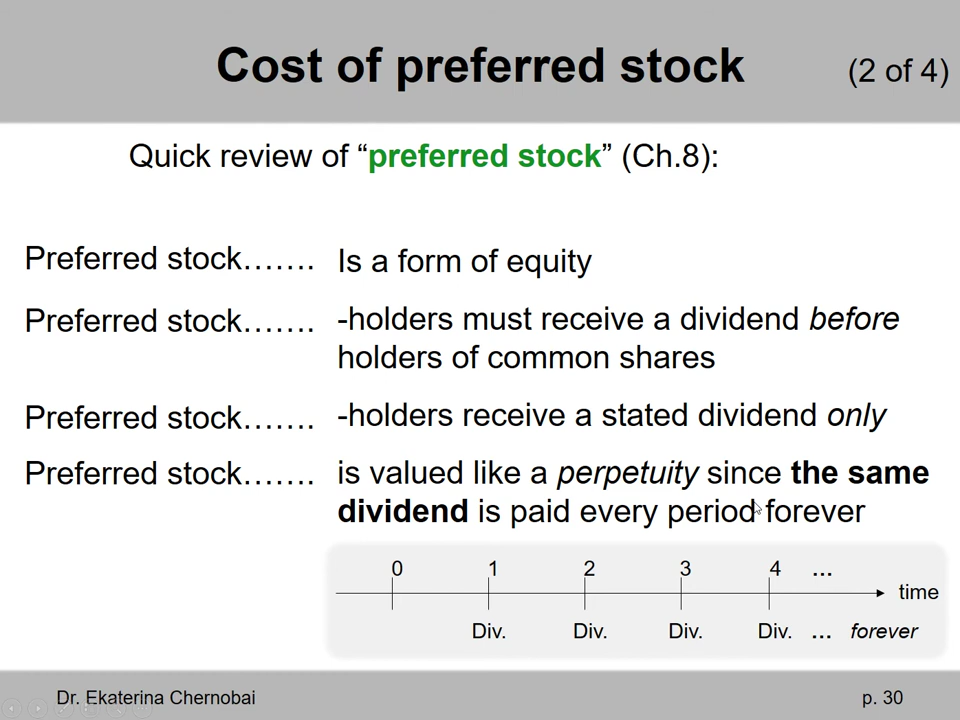 Cost of preferred stock (2 of 4)
Quick review of “preferred stock” (Ch.8):
Preferred stock……. Is a form of equity
Preferred stock……. -holders must receive a dividend before
holders of common shares
Preferred stock……. -holders receive a stated dividend only
Preferred stock……. is valued like a perpetuity since the same
dividend is paid every period forever
0 1 2 3 4 …
time
Div. Div. Div. Div. … forever
Dr. Ekaterina Chernobai p. 30